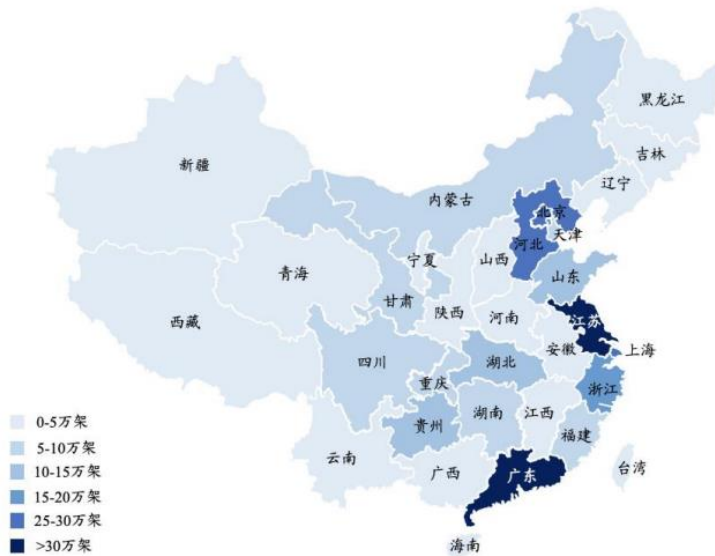 黑龙江
吉林
辽宁
新疆
内蒙古
北京
天津
河北
宁夏
山西
青海
山东
甘肃
陕西
河南
西藏
江苏
安徽
上海
四川
湖北
重庆
浙江
湖南
江西
贵州
福建
云南
广西
广东
台湾
海南
0-5万架
5-10万架
10-15万架
15-20万架
25-30万架
>30万架